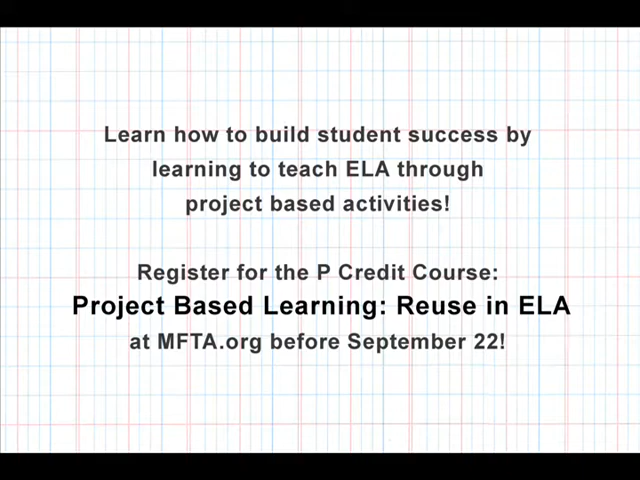 Learn how to build student success by
learning to teach ELA through
project based activities!
Register for the P Credit Course:
Project Based Learning: Reuse in ELA
at MFTA.org before September 22!